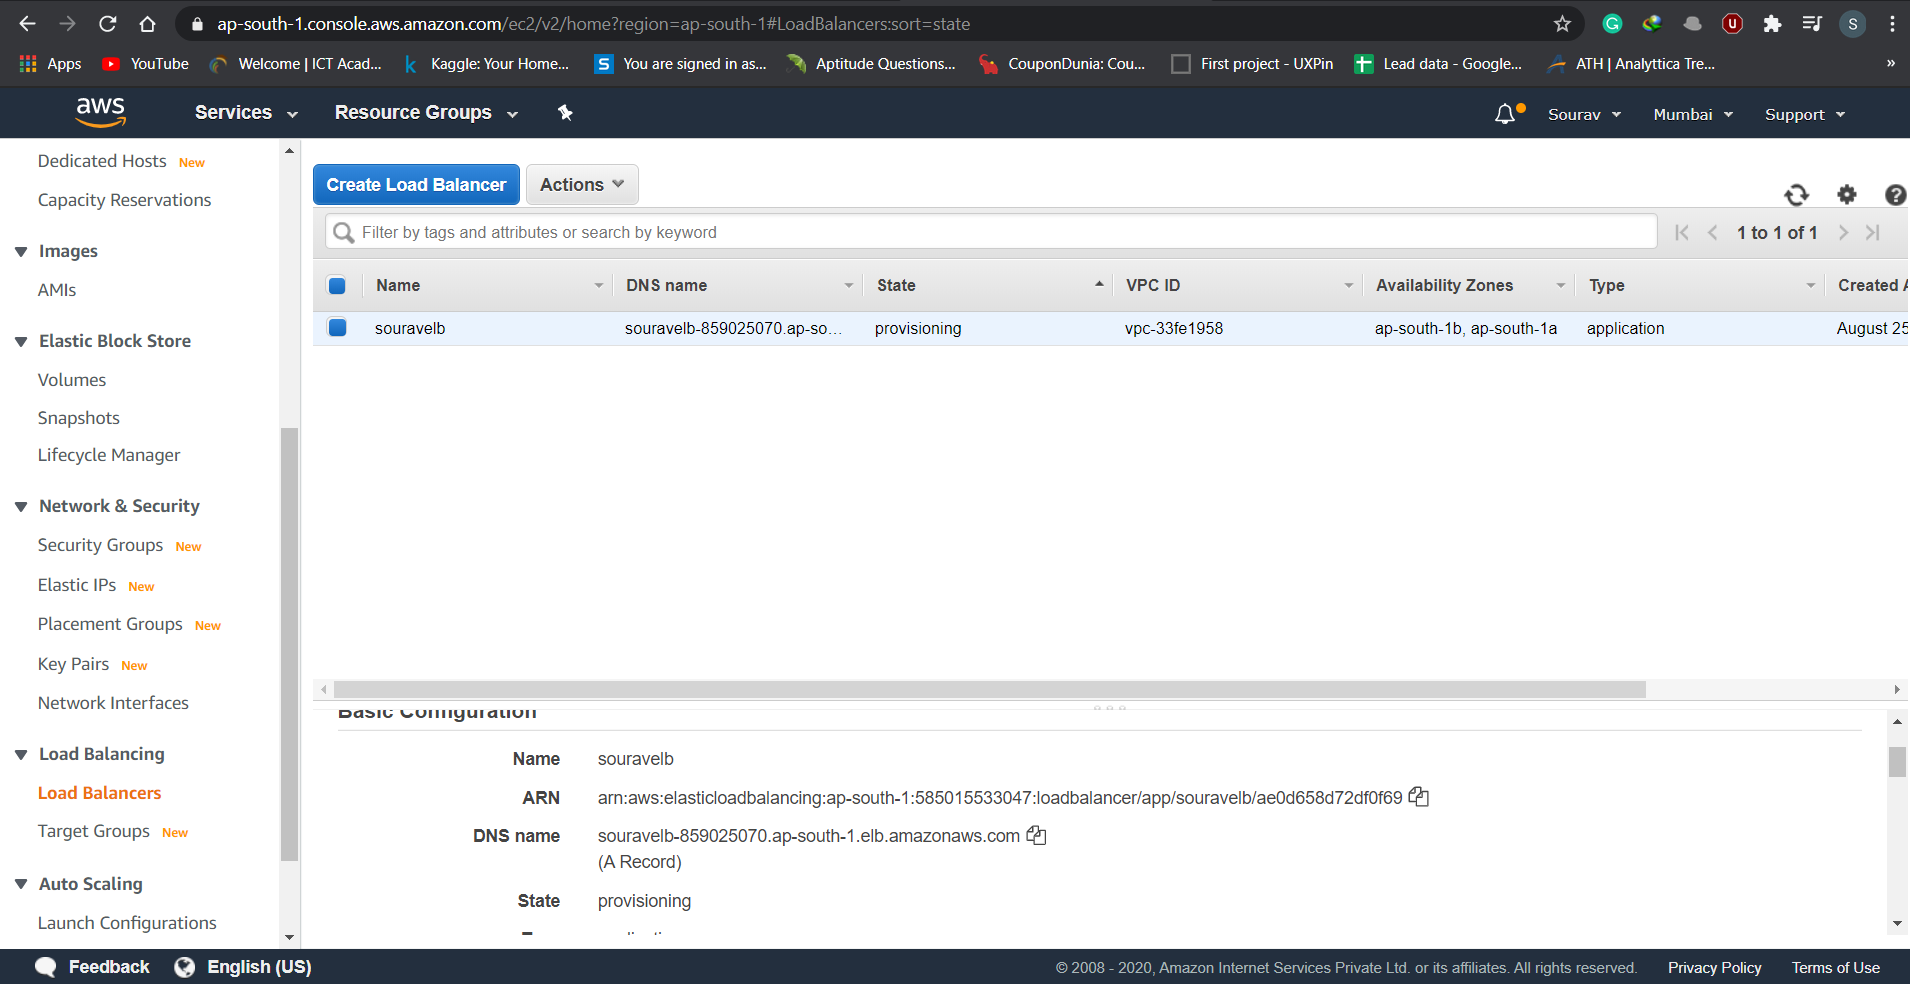 ap-south-1.console.aws.amazon.com/ec2/v2/home?region=ap-south-1#LoadBalancers:sort=state
S
Apps YouTube Welcome | ICT Acad... Kaggle: Your Home... You are signed in as... Aptitude Questions... CouponDunia: Cou... First project - UXPin Lead data - Google... ATH | Analyttica Tre... »
aws Services Resource Groups Sourav Mumbai Support
Dedicated Hosts New
Capacity Reservations
Images
AMIs
Elastic Block Store
Volumes
Snapshots
Lifecycle Manager
Network & Security
Security Groups New
Elastic IPs New
Placement Groups New
Key Pairs New
Network Interfaces
Load Balancing
Load Balancers
Target Groups New
Auto Scaling
Launch Configurations
Create Load Balancer Actions
Filter by tags and attributes or search by keyword 1 to 1 of 1
Name DNS name State VPC ID Availability Zones Type Created A
souravelb souravelb-859025070.ap-so... provisioning vpc-33fe1958 ap-south-1b, ap-south-1a application August 25
Basic Configuration
Name souravelb
ARN arn:aws:elasticloadbalancing:ap-south-1:585015533047:loadbalancer/app/souravelb/ae0d658d72df0f69
DNS name souravelb-859025070.ap-south-1.elb.amazonaws.com
(A Record)
State provisioning
Feedback English (US) © 2008 - 2020, Amazon Internet Services Private Ltd. or its affiliates. All rights reserved. Privacy Policy Terms of Use